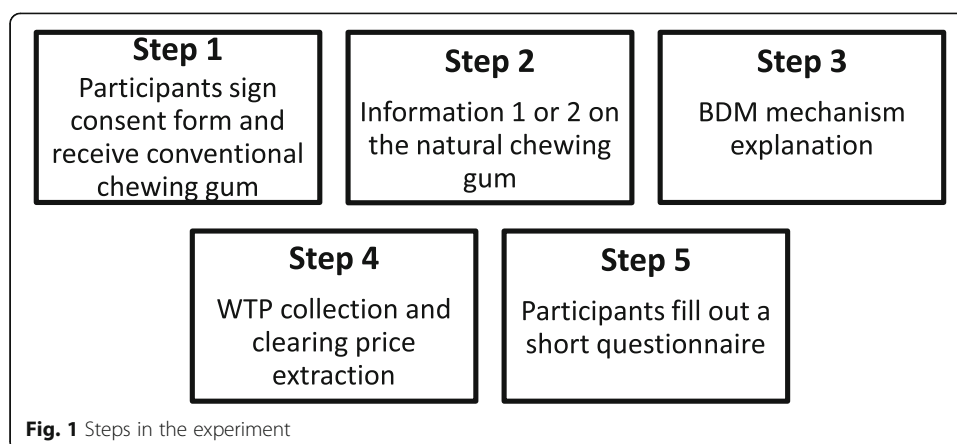 Step 1
Participants sign
consent form and
receive conventional
chewing gum
Step 2
Information 1 or 2 on
the natural chewing
gum
Step 3
BDM mechanism
explanation
Step 4
WTP collection and
clearing price
extraction
Step 5
Participants fill out a
short questionnaire
Fig. 1 Steps in the experiment